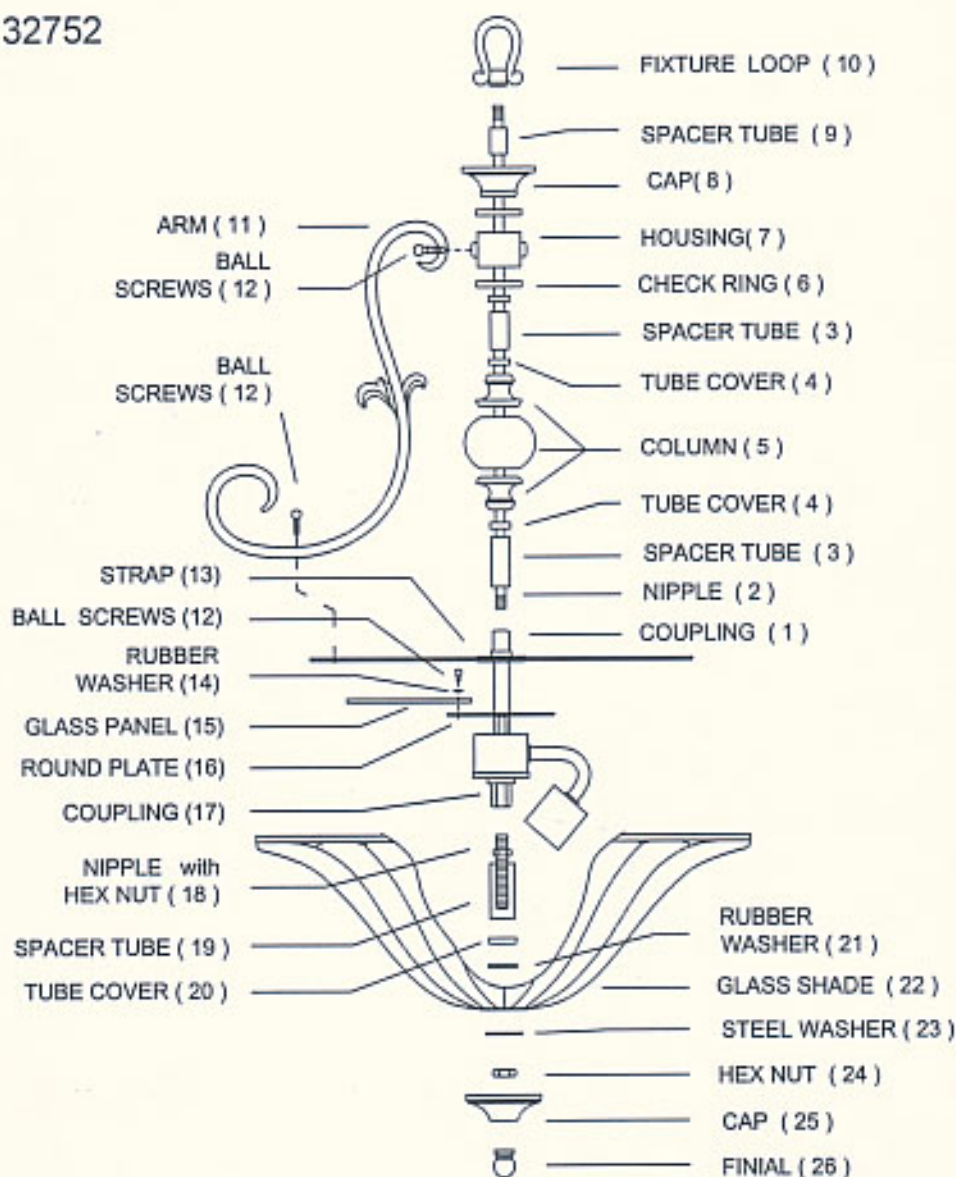 32752
FIXTURE LOOP ( 10 )
SPACER TUBE ( 9 )
CAP( 8 )
ARM ( 11 )
HOUSING( 7 )
BALL
SCREWS ( 12 )
CHECK RING ( 6 )
SPACER TUBE ( 3 )
BALL
SCREWS ( 12 )
TUBE COVER ( 4 )
COLUMN ( 5 )
TUBE COVER ( 4 )
SPACER TUBE ( 3 )
STRAP (13)
NIPPLE ( 2 )
BALL SCREWS (12)
COUPLING ( 1 )
RUBBER
WASHER (14)
GLASS PANEL (15)
ROUND PLATE (16)
COUPLING (17)
NIPPLE with
HEX NUT ( 18 )
SPACER TUBE ( 19 )
TUBE COVER ( 20 )
RUBBER
WASHER ( 21 )
GLASS SHADE ( 22 )
STEEL WASHER ( 23 )
HEX NUT ( 24 )
CAP ( 25 )
FINIAL ( 26 )